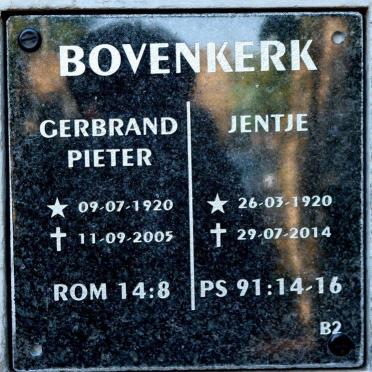 BOVENKERK
GERBRAND
PIETER
★ 09-07-1920
✝ 11-09-2005
ROM 14:8
JENTJE
★ 26-03-1920
✝ 29-07-2014
PS 91:14-16
B2